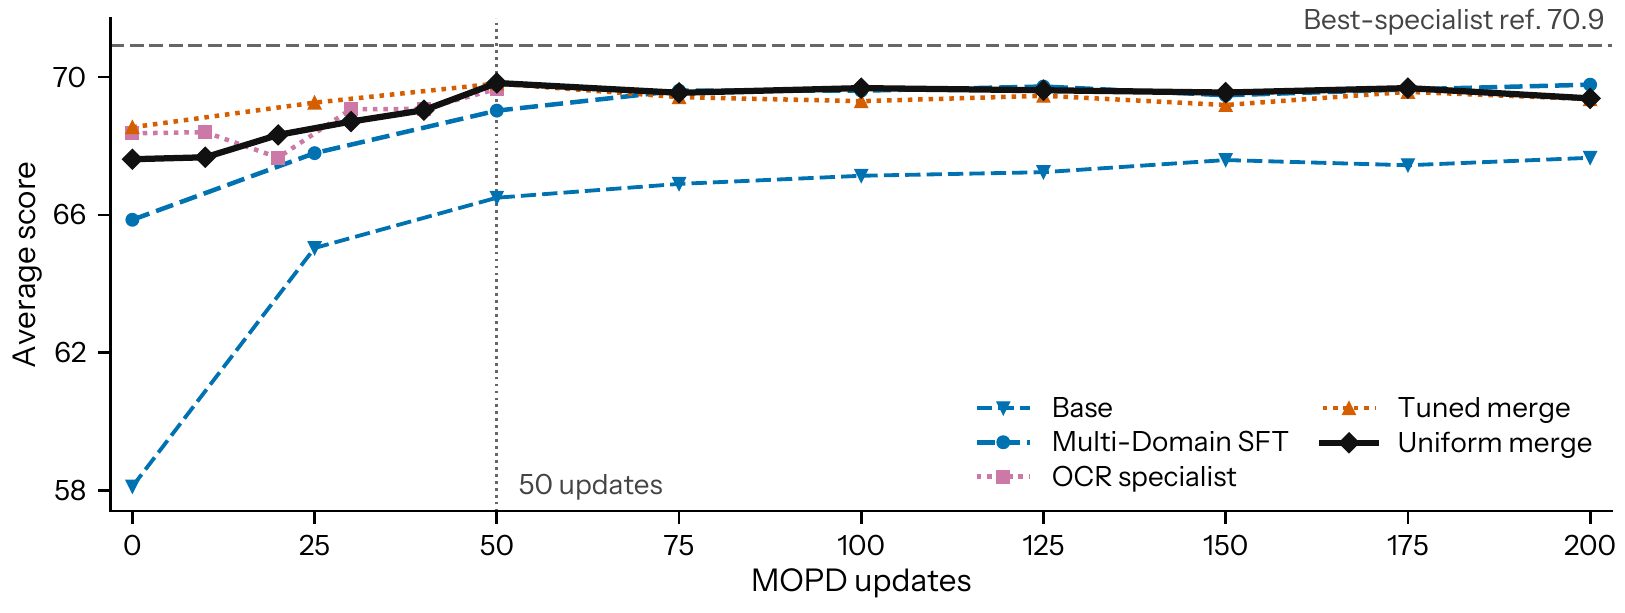 Best-specialist ref. 70.9
70
66
62
58
Average score
50 updates
Base
Multi-Domain SFT
OCR specialist
Tuned merge
Uniform merge
0 25 50 75 100 125 150 175 200
MOPD updates